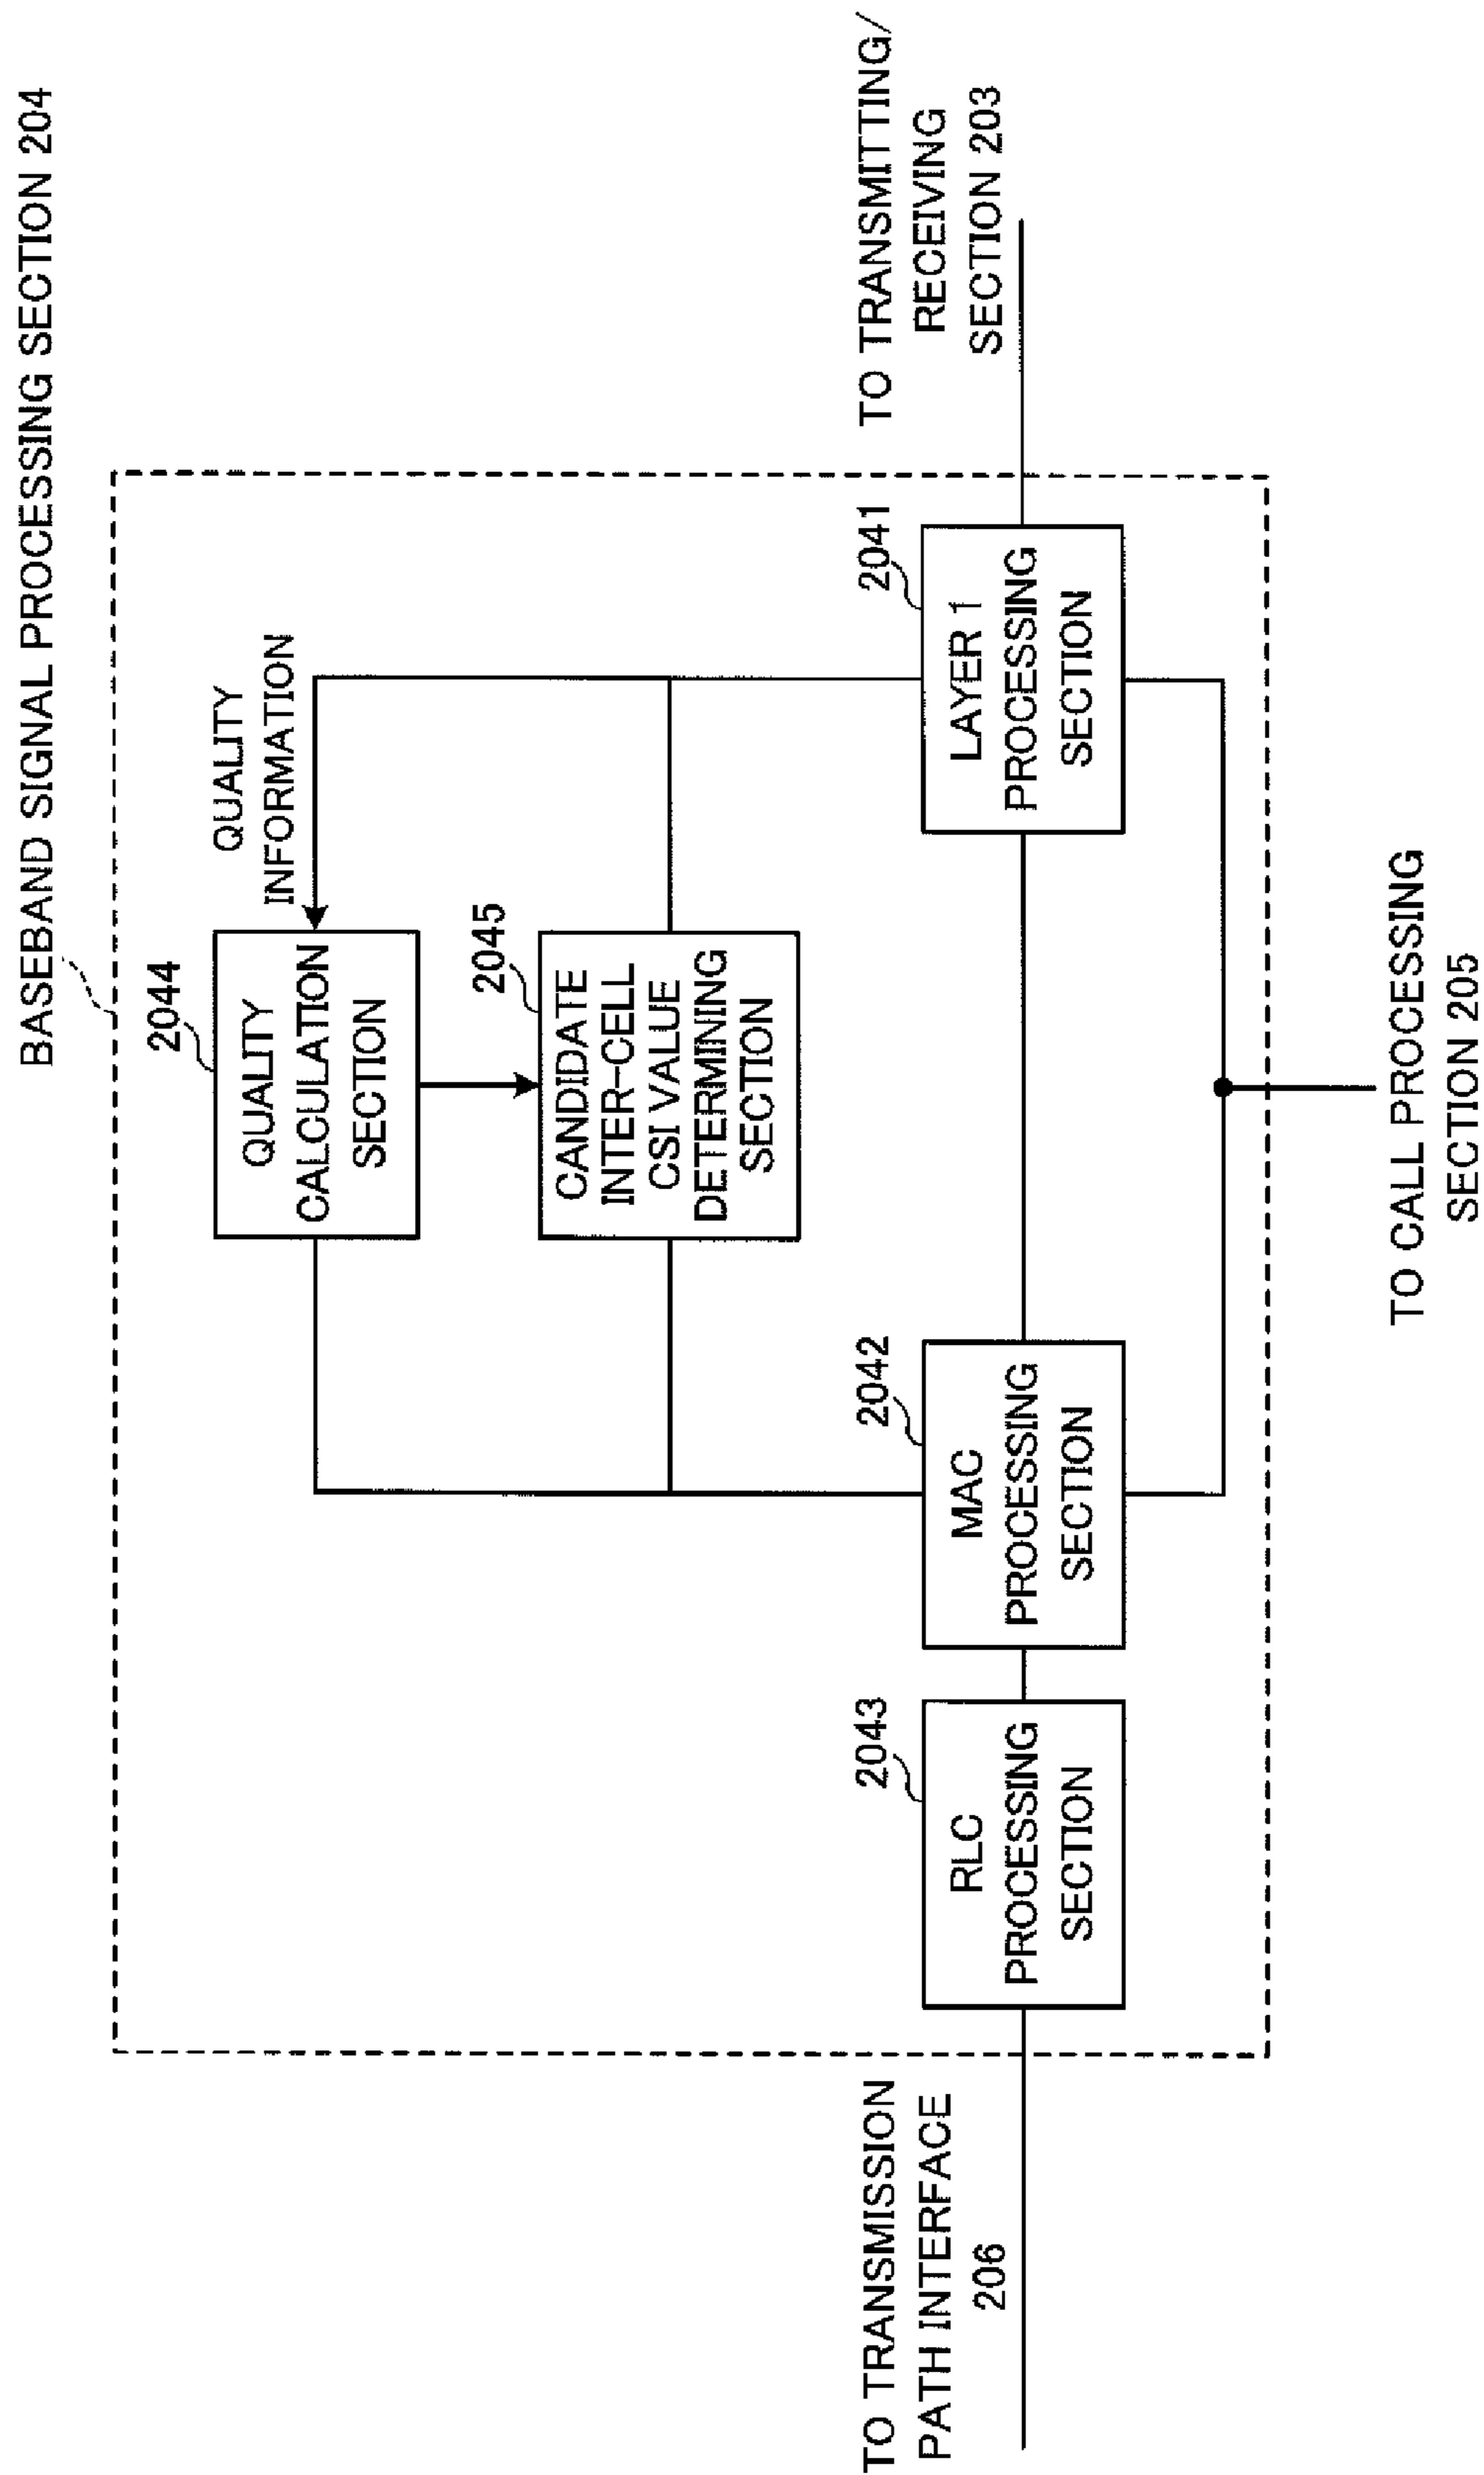 BASEBAND SIGNAL PROCESSING SECTION 204
2044
QUALITY
CALCULATION
SECTION
QUALITY
INFORMATION
2045
CANDIDATE
INTER-CELL
CSI VALUE
DETERMINING
SECTION
TO TRANSMISSION
PATH INTERFACE
206
2043
RLC
PROCESSING
SECTION
2042
MAC
PROCESSING
SECTION
2041
LAYER 1
PROCESSING
SECTION
TO TRANSMITTING/
RECEIVING
SECTION 203
TO CALL PROCESSING
SECTION 205